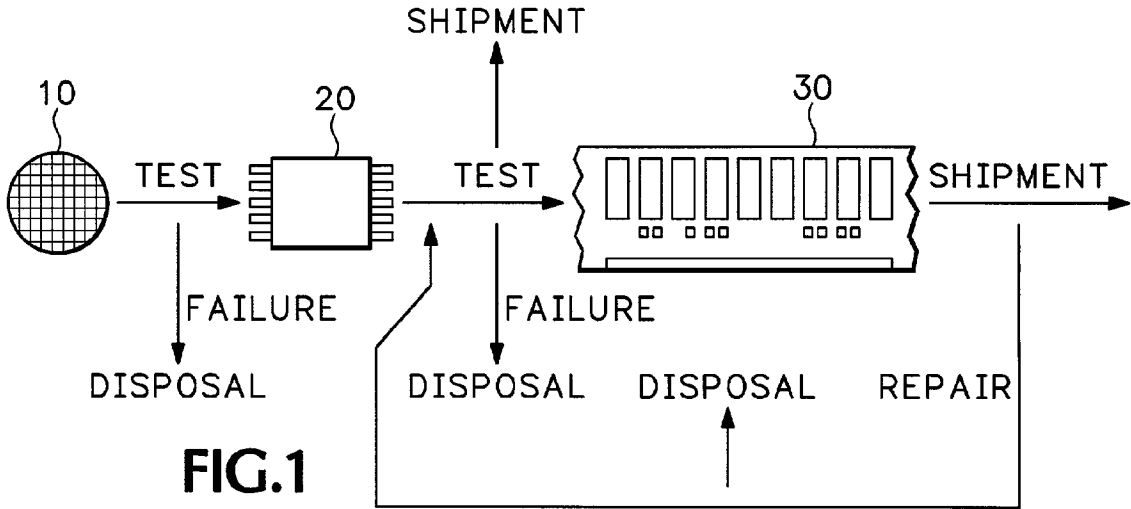 SHIPMENT
10
20
30
TEST
TEST
SHIPMENT
FAILURE
FAILURE
DISPOSAL
DISPOSAL
DISPOSAL
REPAIR
FIG.1